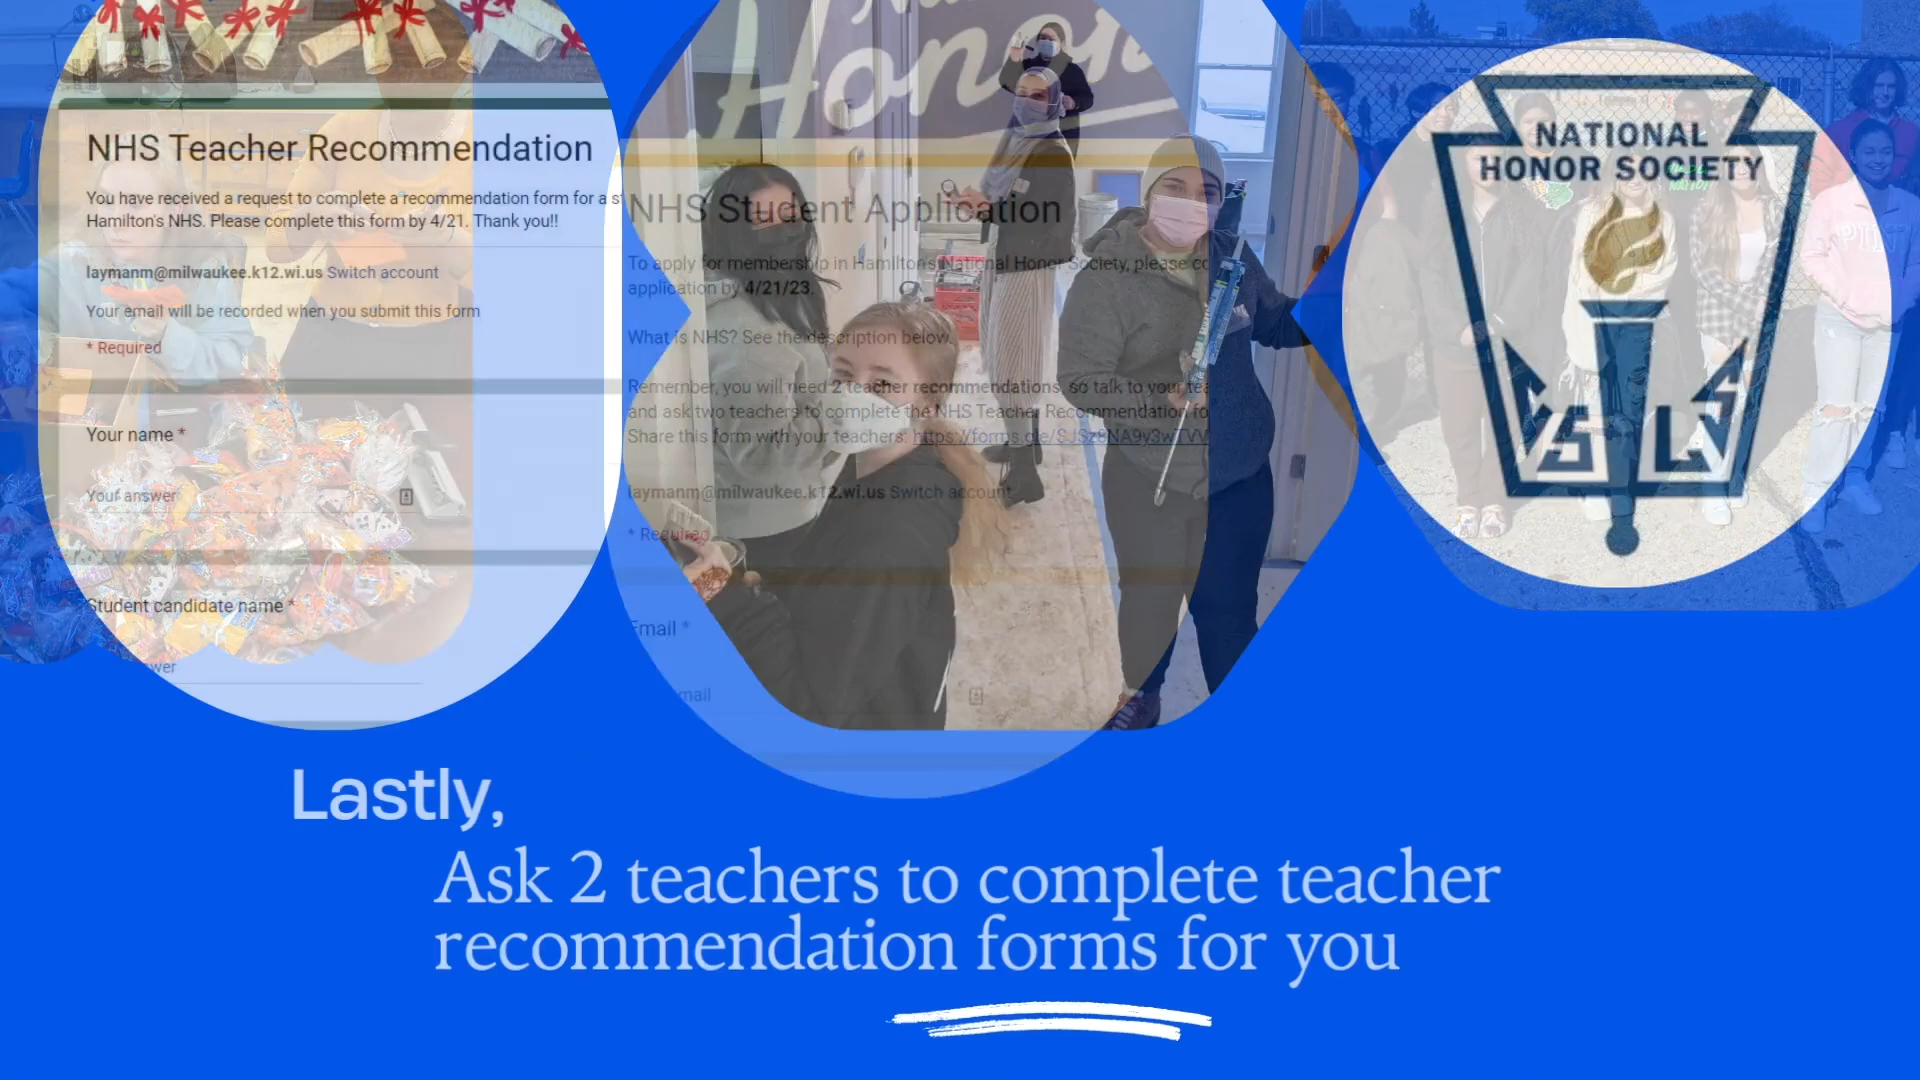 Honor
NHS Teacher Recommendation
You have received a request to complete a recommendation form for a
Hamilton's NHS. Please complete this form by 4/21. Thank you!!
laymanm@milwaukee.k12.wi.us Switch account
Your email will be recorded when you submit this form
* Required
Your name *
Your answer
Student candidate name *
NHS Student Application
To apply for membership in Hamilton's National Honor Society, please
application by 4/21/23.
What is NHS? See the description below.
Remember, you will need 2 teacher recommendations, so talk to your
and ask two teachers to complete the NHS Teacher Recommendation
Share this form with your teachers:
laymanm@milwaukee.k12.wi.us Switch account
* Required
Email *
NATIONAL
HONOR SOCIETY
C S L S
Lastly,
Ask 2 teachers to complete teacher
recommendation forms for you